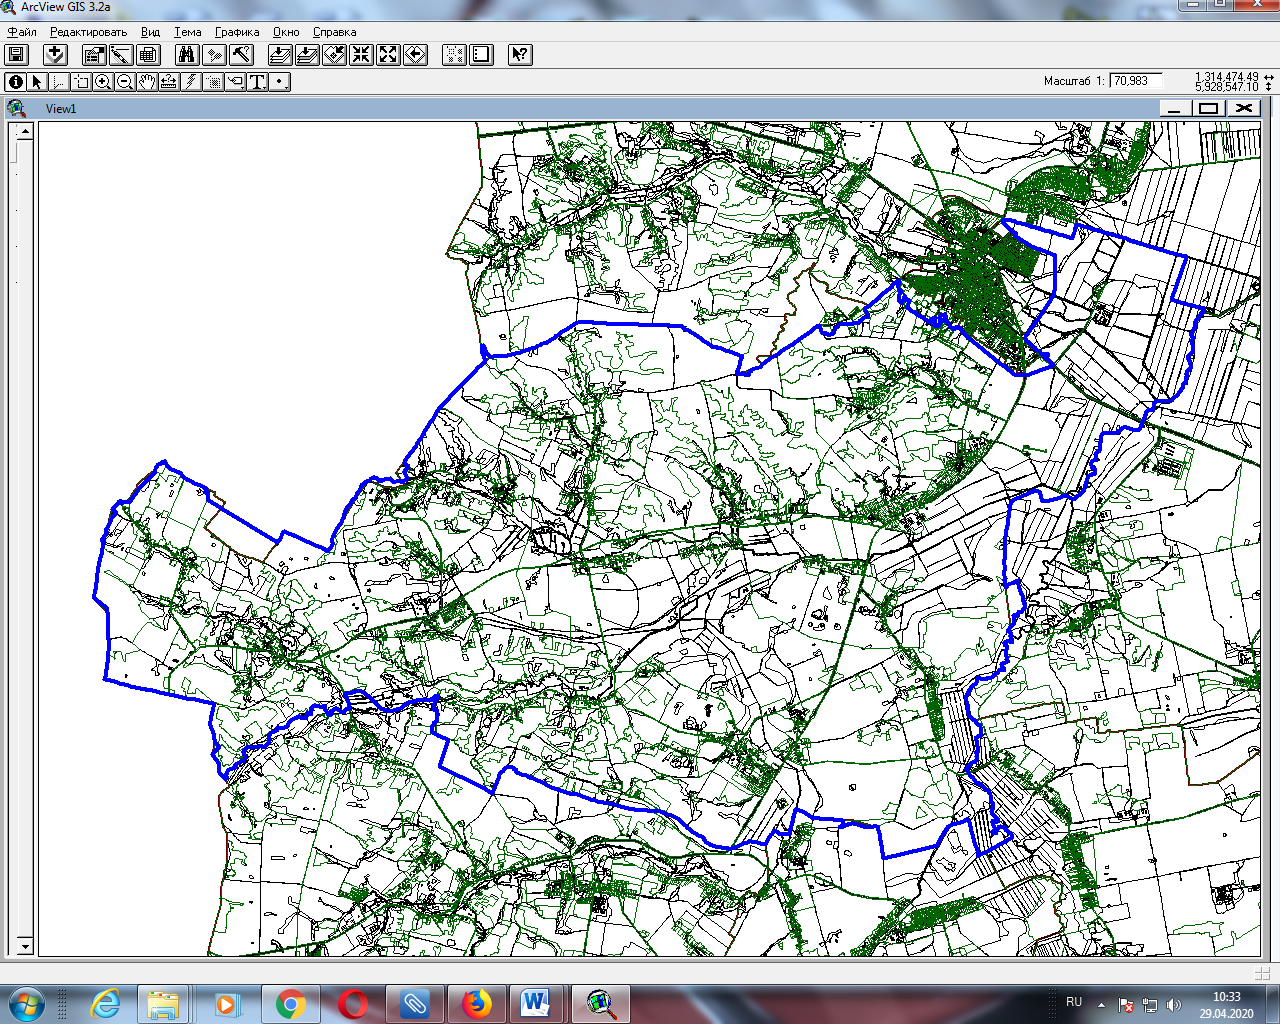 ArcView GIS 3.2a
Файл Редактировать Вид Тема Графика Окно Справка
Масштаб 1: 70,983
1,314,474.49
5,928,547.10
View1
RU
10:33
29.04.2020